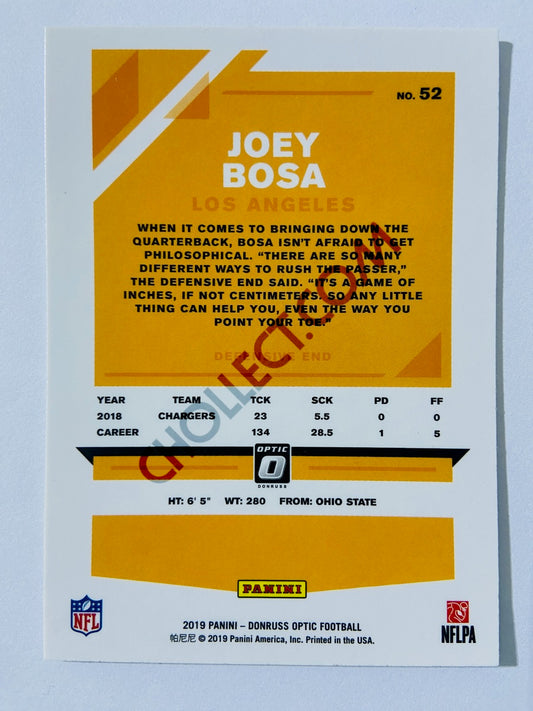 NO. 52
JOEY
BOSA
LOS ANGELES
WHEN IT COMES TO BRINGING DOWN THE
QUARTERBACK, BOSA ISN'T AFRAID TO GET
PHILOSOPHICAL. “THERE ARE SO MANY
DIFFERENT WAYS TO RUSH THE PASSER,”
THE DEFENSIVE END SAID. “IT'S A GAME OF
INCHES, IF NOT CENTIMETERS. SO ANY LITTLE
THING CAN HELP YOU, EVEN THE WAY YOU
POINT YOUR TOE.”
DEFENSIVE END
CHOLLECT.COM
YEAR TEAM TCK SCK PD FF
2018 CHARGERS 23 5.5 0 0
CAREER 134 28.5 1 5
OPTIC
DONRUSS
HT: 6' 5" WT: 280 FROM: OHIO STATE
PANINI
NFL
2019 PANINI – DONRUSS OPTIC FOOTBALL
帕尼尼 © 2019 Panini America, Inc. Printed in the USA.
NFLPA